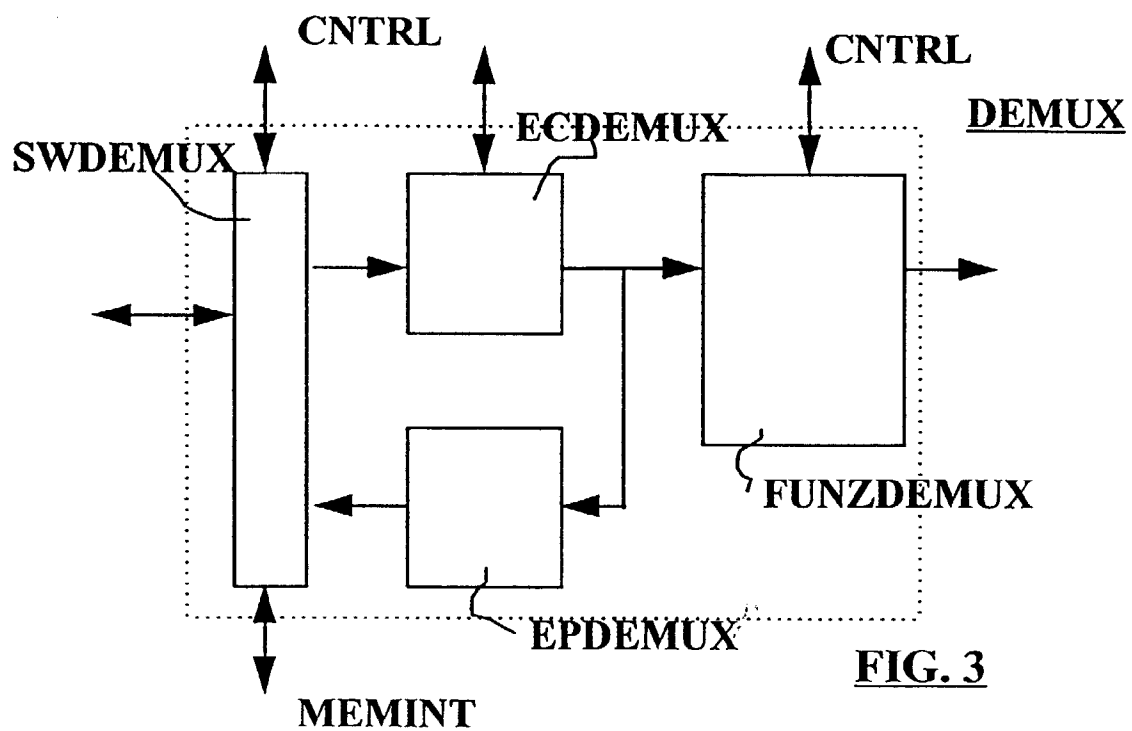 CNTRL
CNTRL
DEMUX
ECDEMUX
SWDEMUX
FUNZDEMUX
EPDEMUX
FIG. 3
MEMINT